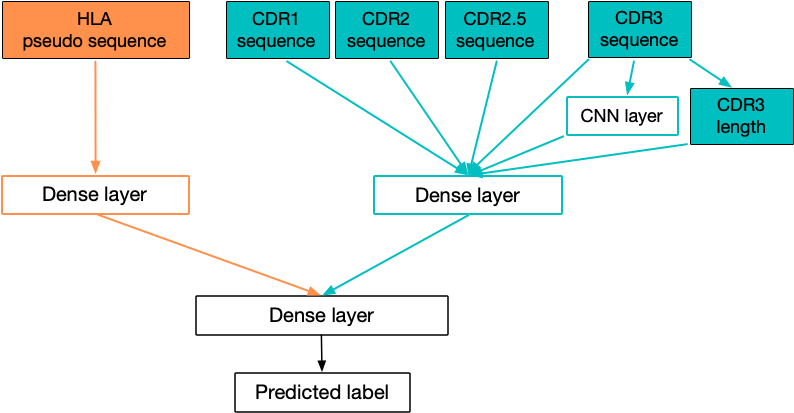 HLA
pseudo sequence
CDR1
sequence
CDR2
sequence
CDR2.5
sequence
CDR3
sequence
CNN layer
CDR3
length
Dense layer
Dense layer
Dense layer
Predicted label